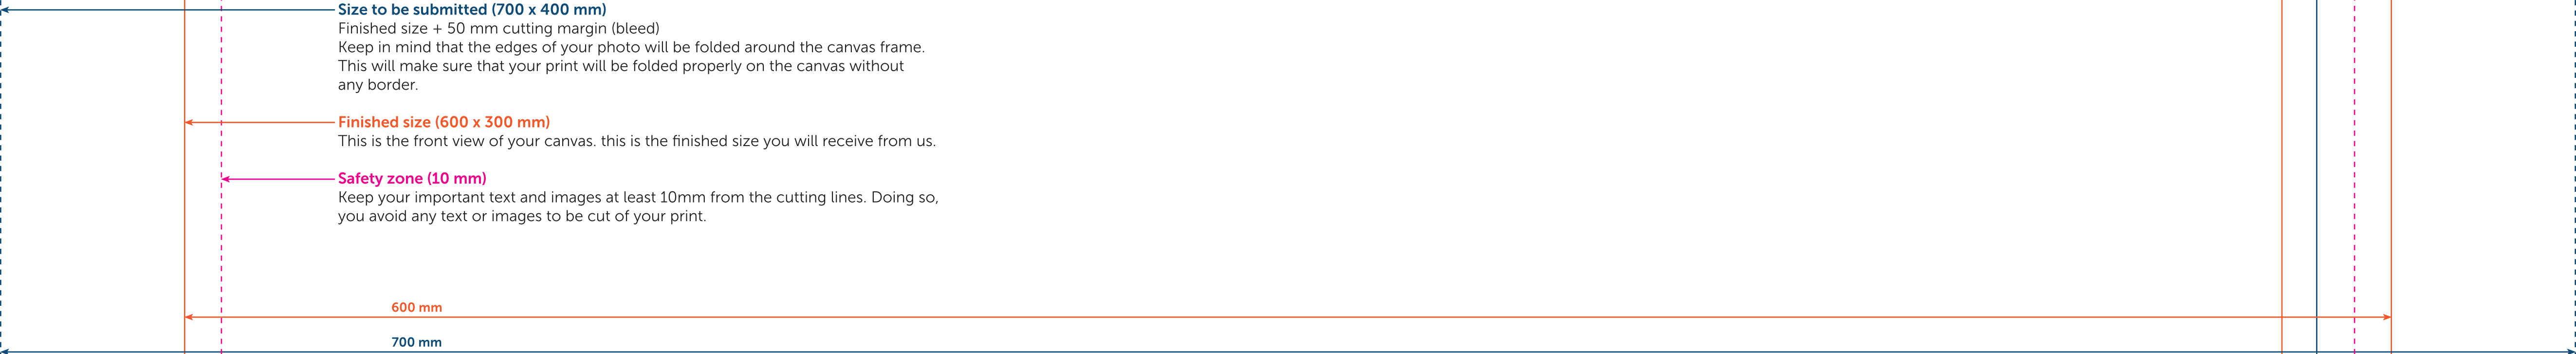 Size to be submitted (700 x 400 mm)
Finished size + 50 mm cutting margin (bleed)
Keep in mind that the edges of your photo will be folded around the canvas frame.
This will make sure that your print will be folded properly on the canvas without
any border.
Finished size (600 x 300 mm)
This is the front view of your canvas. this is the finished size you will receive from us.
Safety zone (10 mm)
Keep your important text and images at least 10mm from the cutting lines. Doing so,
you avoid any text or images to be cut of your print.
600 mm
700 mm